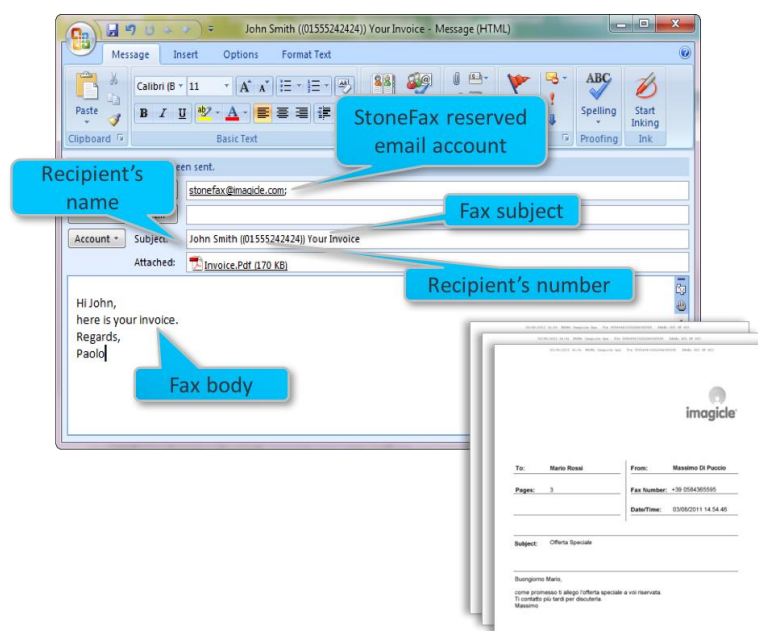 John Smith ((01555242424)) Your Invoice - Message (HTML)
Message Insert Options Format Text
Calibri (B 11
Paste
B I U
ABC
Spelling
Start
Inking
Clipboard Basic Text Proofing Ink
StoneFax reserved
email account
een sent.
Recipient's
name
stonefax@imagicle.com;
Fax subject
Account Subject: John Smith ((01555242424)) Your Invoice
Attached: Invoice.Pdf (170 KB)
Recipient's number
Hi John,
here is your invoice.
Regards,
Paolo
Fax body
imagicle
To: Mario Rossi From: Massimo Di Puccio
Pages: 3 Fax Number: +39 0584365595
Date/Time: 03/06/2011 14.54.46
Subject: Offerta Speciale
Buongiorno Mario,
come promesso ti allego l'offerta speciale a voi riservata.
Ti contatto più tardi per discuterla.
Massimo